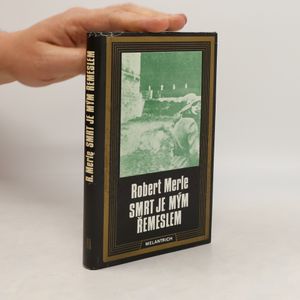 R. Merle SMRT JE MÝM ŘEMESLEM
Robert Merle
SMRT JE MÝM
ŘEMESLEM
MELANTRICH